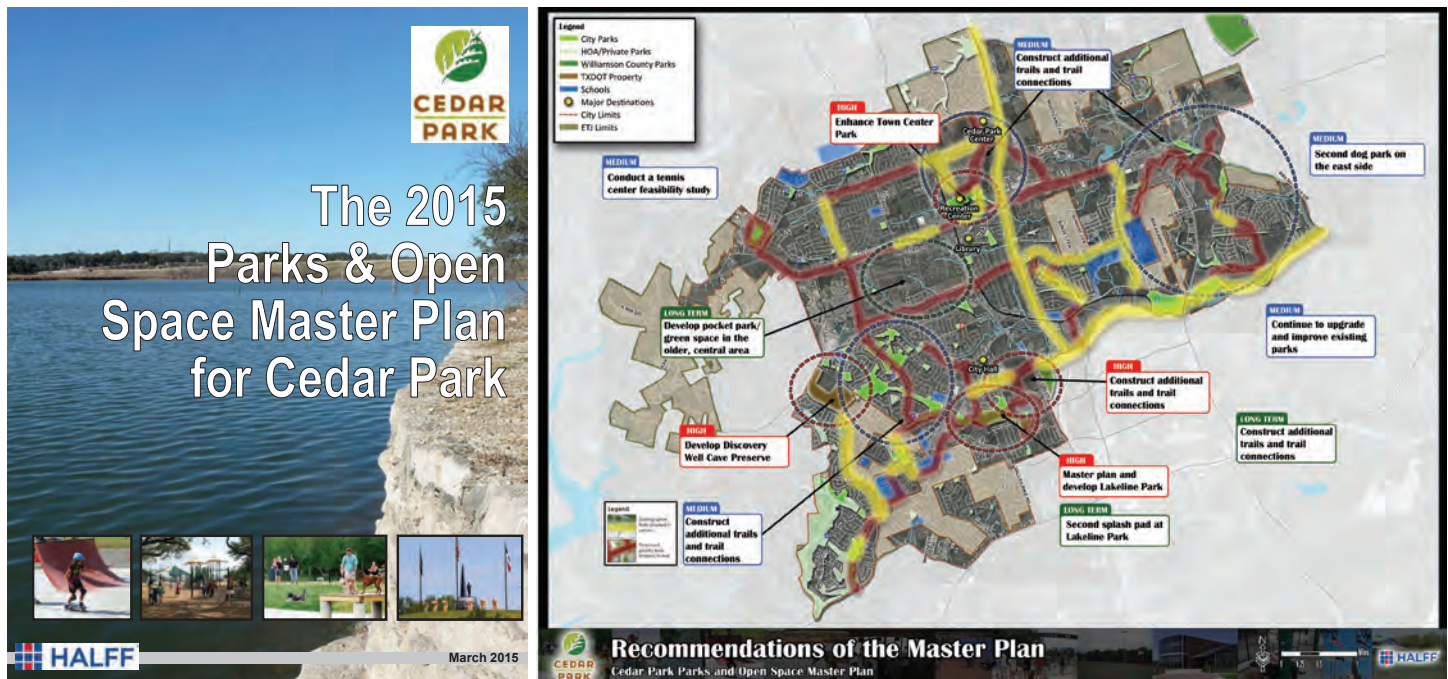 CEDAR
PARK
The 2015
Parks & Open
Space Master Plan
for Cedar Park
HALFF
March 2015
Legend
City Parks
HOA/Private Parks
Williamson County Parks
TXDOT Property
Schools
Major Destinations
City Limits
ETJ Limits
MEDIUM
Construct additional
trails and trail
connections
HIGH
Enhance Town Center
Park
Cedar Park
Center
MEDIUM
Second dog park on
the east side
MEDIUM
Conduct a tennis
center feasibility study
Recreation
Center
Library
LONG TERM
Develop pocket park/
green space in the
older, central area
MEDIUM
Continue to upgrade
and improve existing
parks
City Hall
HIGH
Construct additional
trails and trail
connections
LONG TERM
Construct additional
trails and trail
connections
HIGH
Develop Discovery
Well Cave Preserve
HIGH
Master plan and
develop Lakeline Park
Legend
MEDIUM
Construct
additional trails
and trail
connections
LONG TERM
Second splash pad at
Lakeline Park
CEDAR
PARK
Recommendations of the Master Plan
Cedar Park Parks and Open Space Master Plan
HALFF